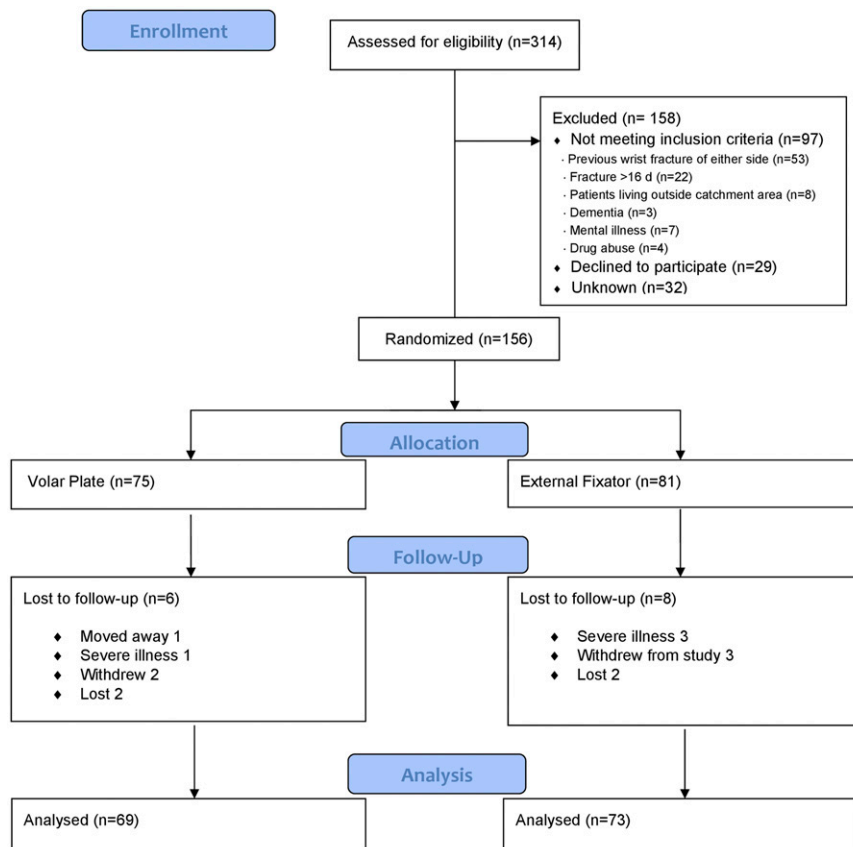 Enrollment
Assessed for eligibility (n=314)
Excluded (n= 158)
♦ Not meeting inclusion criteria (n=97)
· Previous wrist fracture of either side (n=53)
· Fracture >16 d (n=22)
· Patients living outside catchment area (n=8)
· Dementia (n=3)
· Mental illness (n=7)
· Drug abuse (n=4)
♦ Declined to participate (n=29)
♦ Unknown (n=32)
Randomized (n=156)
Allocation
Volar Plate (n=75)
External Fixator (n=81)
Follow-Up
Lost to follow-up (n=6)
♦ Moved away 1
♦ Severe illness 1
♦ Withdrew 2
♦ Lost 2
Lost to follow-up (n=8)
♦ Severe illness 3
♦ Withdrew from study 3
♦ Lost 2
Analysis
Analysed (n=69)
Analysed (n=73)